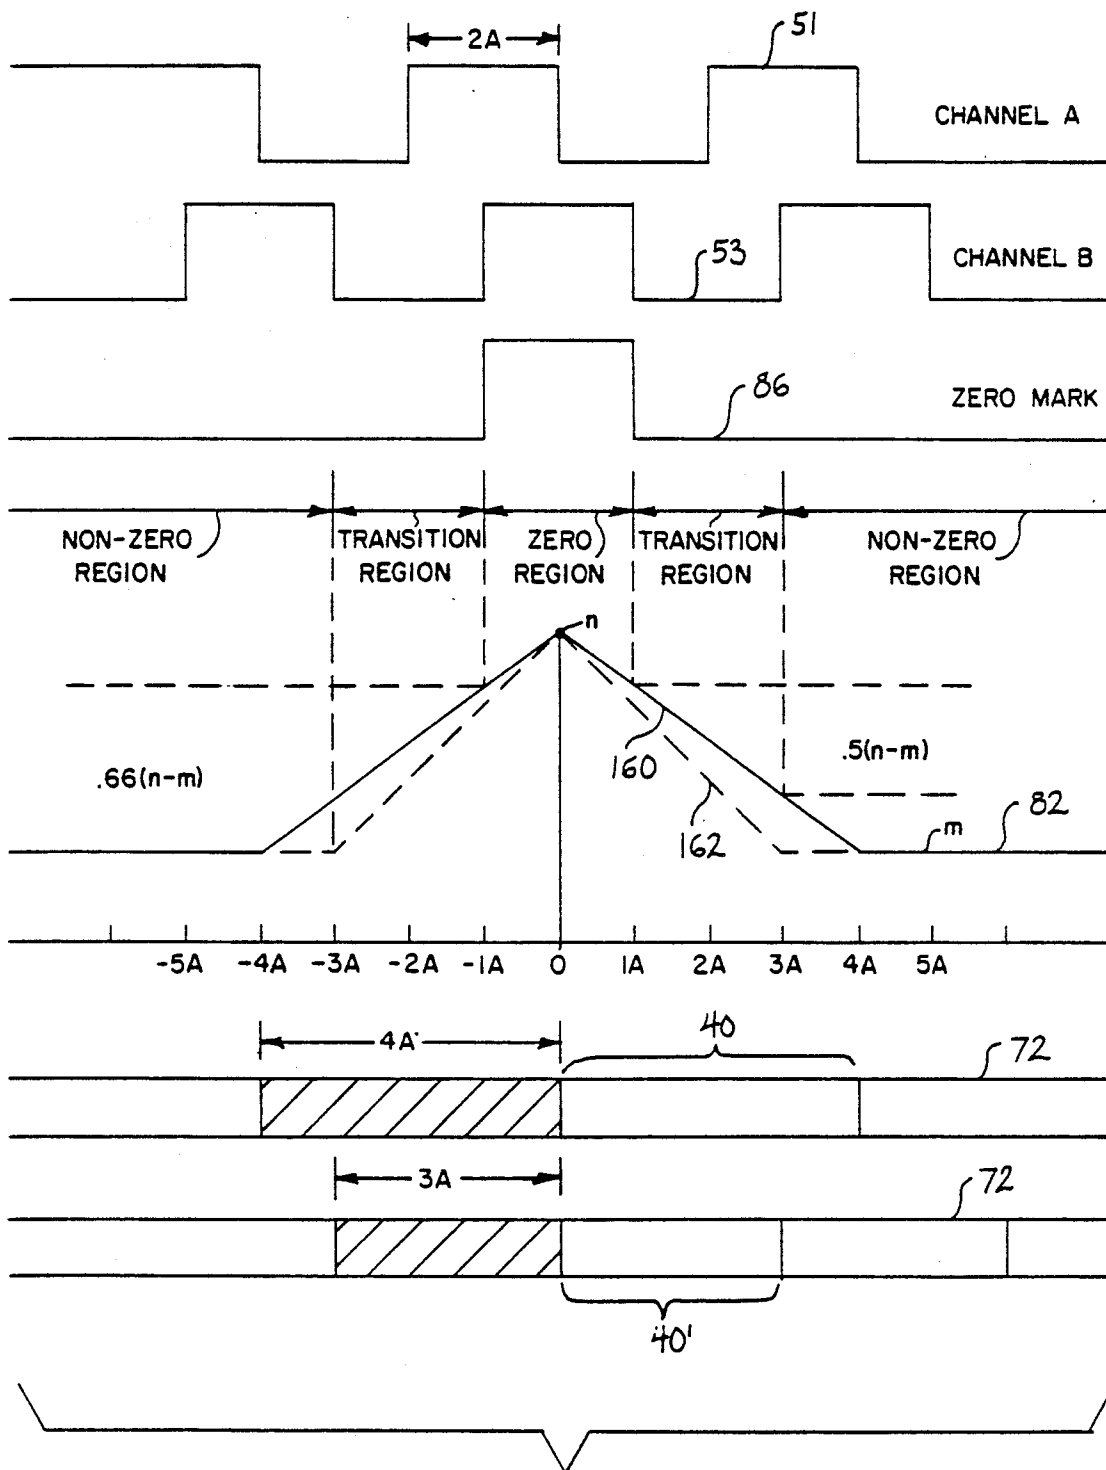 2A
51
CHANNEL A
53
CHANNEL B
86
ZERO MARK
NON-ZERO REGION
TRANSITION REGION
ZERO REGION
TRANSITION REGION
NON-ZERO REGION
n
.66(n-m)
160
.5(n-m)
162
m
82
-5A -4A -3A -2A -1A 0 1A 2A 3A 4A 5A
4A
40
72
3A
72
40'